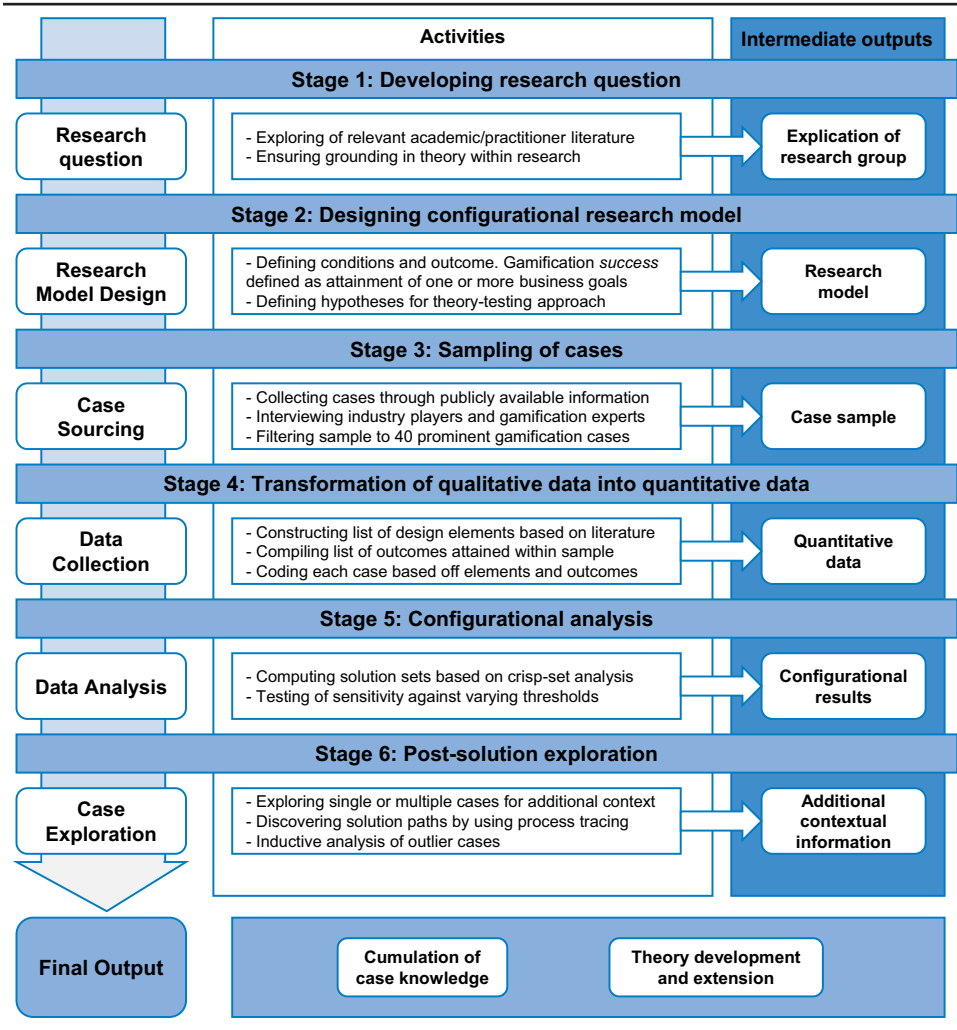 Activities
Intermediate outputs
Stage 1: Developing research question
Research
question
- Exploring of relevant academic/practitioner literature
- Ensuring grounding in theory within research
Explication of
research group
Stage 2: Designing configurational research model
Research
Model Design
- Defining conditions and outcome. Gamification success
defined as attainment of one or more business goals
- Defining hypotheses for theory-testing approach
Research
model
Stage 3: Sampling of cases
Case
Sourcing
- Collecting cases through publicly available information
- Interviewing industry players and gamification experts
- Filtering sample to 40 prominent gamification cases
Case sample
Stage 4: Transformation of qualitative data into quantitative data
Data
Collection
- Constructing list of design elements based on literature
- Compiling list of outcomes attained within sample
- Coding each case based off elements and outcomes
Quantitative
data
Stage 5: Configurational analysis
Data Analysis
- Computing solution sets based on crisp-set analysis
- Testing of sensitivity against varying thresholds
Configurational
results
Stage 6: Post-solution exploration
Case
Exploration
- Exploring single or multiple cases for additional context
- Discovering solution paths by using process tracing
- Inductive analysis of outlier cases
Additional
contextual
information
Final Output
Cumulation of
case knowledge
Theory development
and extension